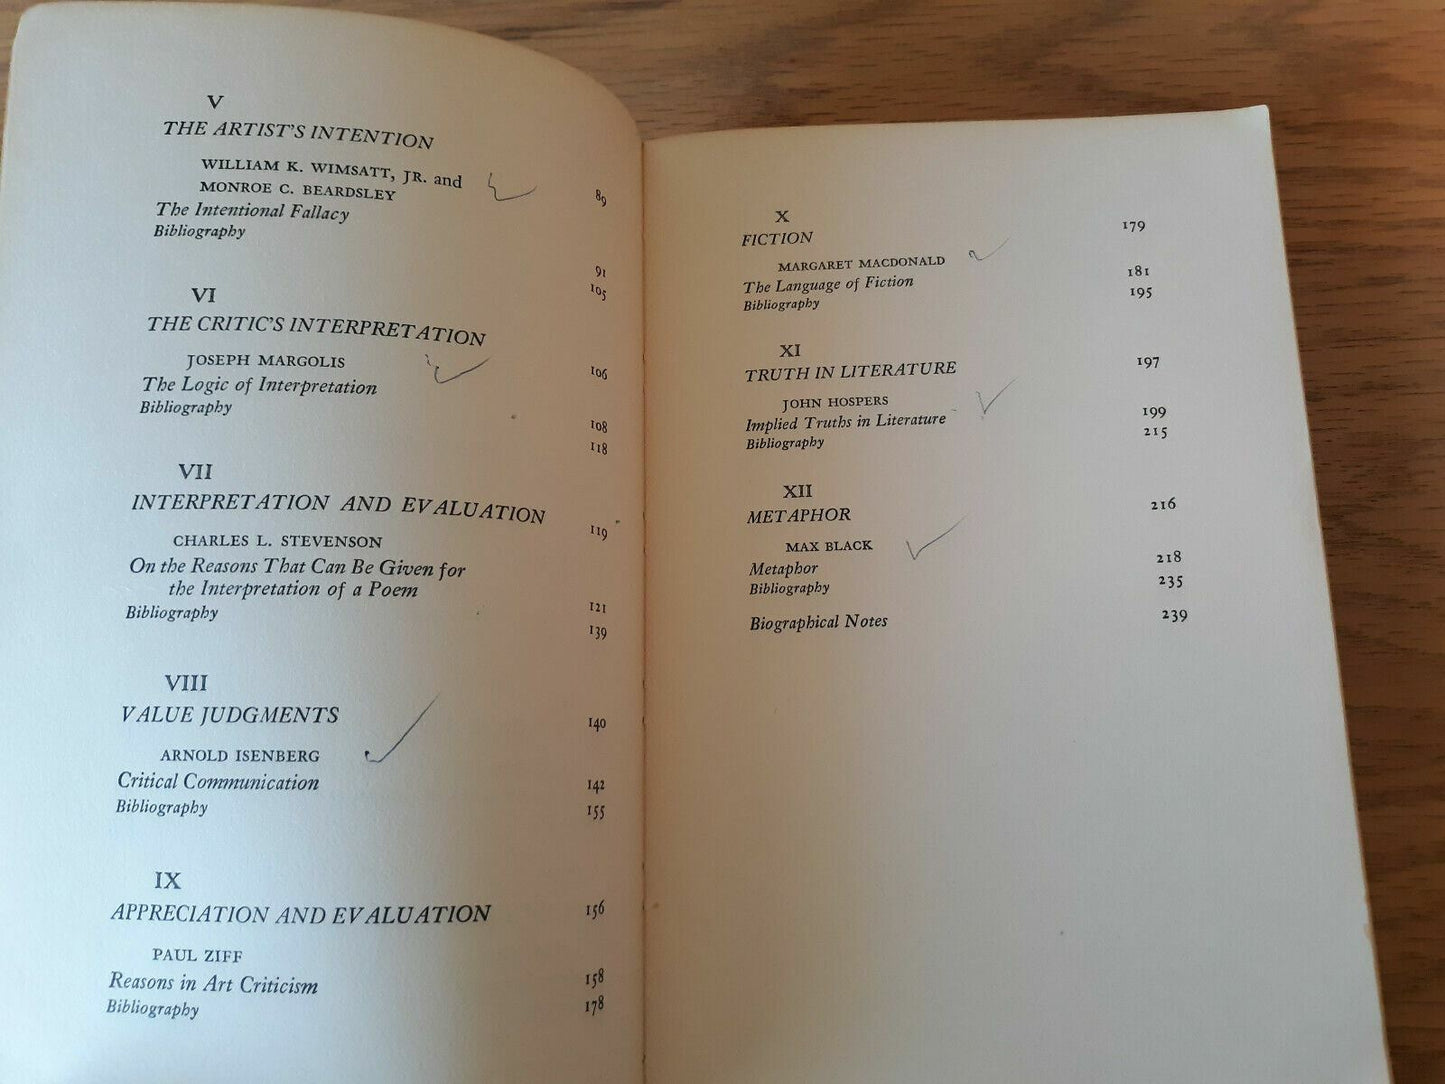 V
THE ARTIST'S INTENTION 89
WILLIAM K. WIMSATT, JR. and
MONROE C. BEARDSLEY
The Intentional Fallacy 91
Bibliography 105
VI
THE CRITIC'S INTERPRETATION 106
JOSEPH MARGOLIS
The Logic of Interpretation 108
Bibliography 118
VII
INTERPRETATION AND EVALUATION 119
CHARLES L. STEVENSON
On the Reasons That Can Be Given for
the Interpretation of a Poem 121
Bibliography 139
VIII
VALUE JUDGMENTS 140
ARNOLD ISENBERG
Critical Communication 142
Bibliography 155
IX
APPRECIATION AND EVALUATION 156
PAUL ZIFF
Reasons in Art Criticism 158
Bibliography 178
X
FICTION 179
MARGARET MACDONALD
The Language of Fiction 181
Bibliography 195
XI
TRUTH IN LITERATURE 197
JOHN HOSPERS
Implied Truths in Literature 199
Bibliography 215
XII
METAPHOR 216
MAX BLACK
Metaphor 218
Bibliography 235
Biographical Notes 239